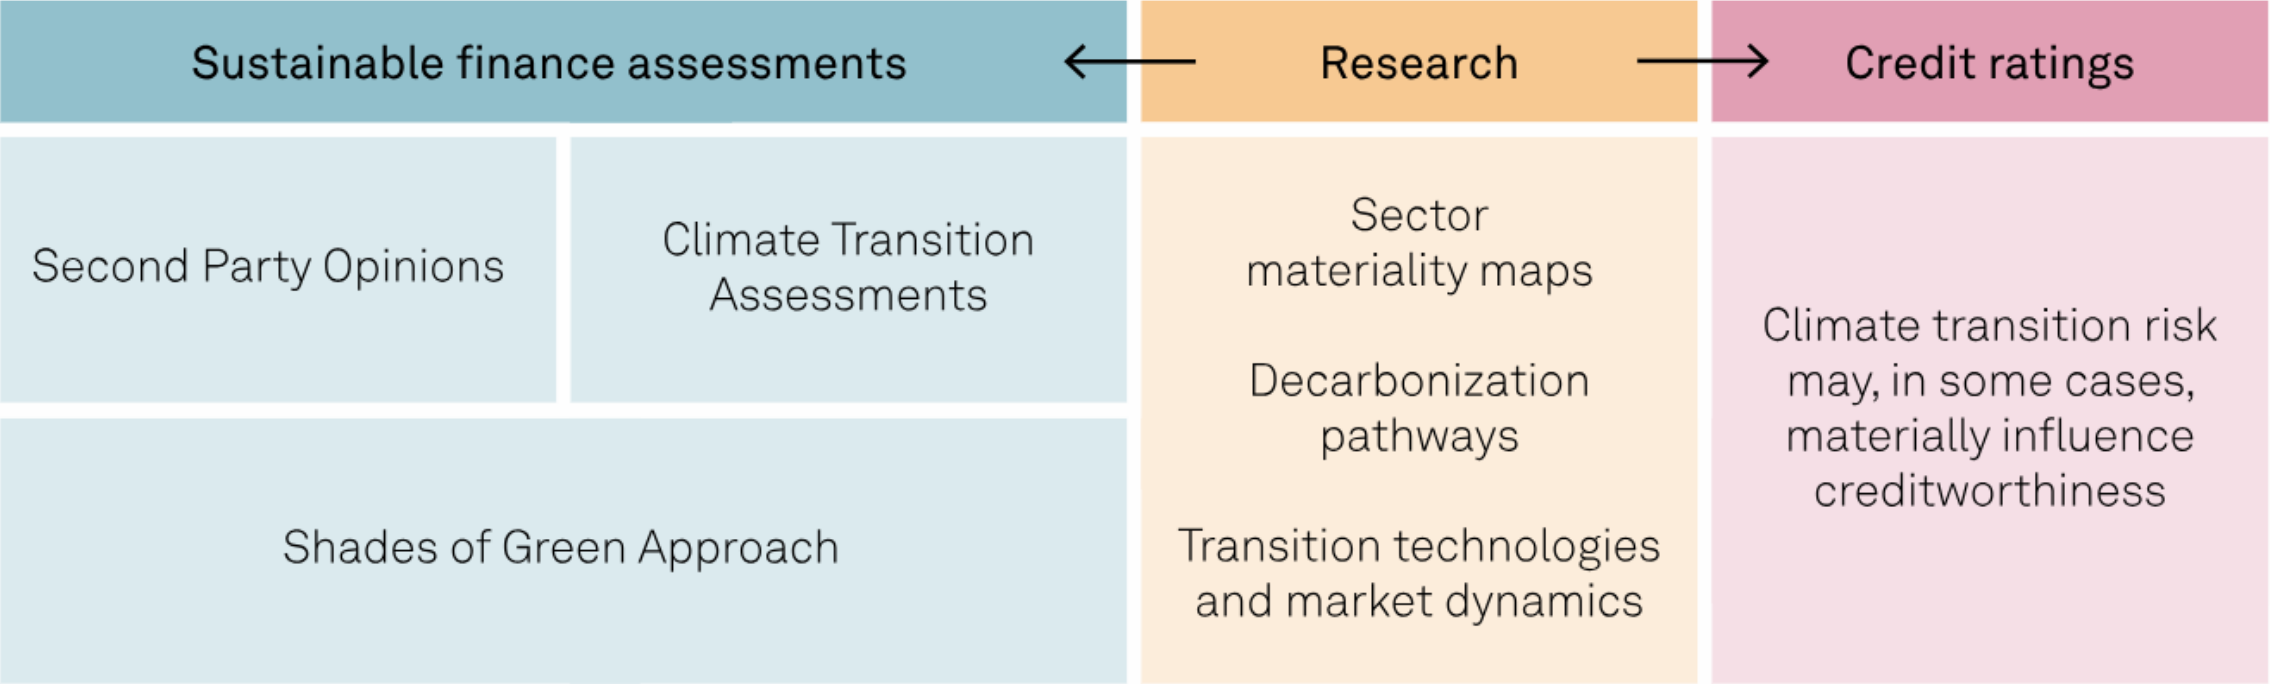 Sustainable finance assessments
Research
Credit ratings
Second Party Opinions
Climate Transition
Assessments
Shades of Green Approach
Sector
materiality maps
Decarbonization
pathways
Transition technologies
and market dynamics
Climate transition risk
may, in some cases,
materially influence
creditworthiness